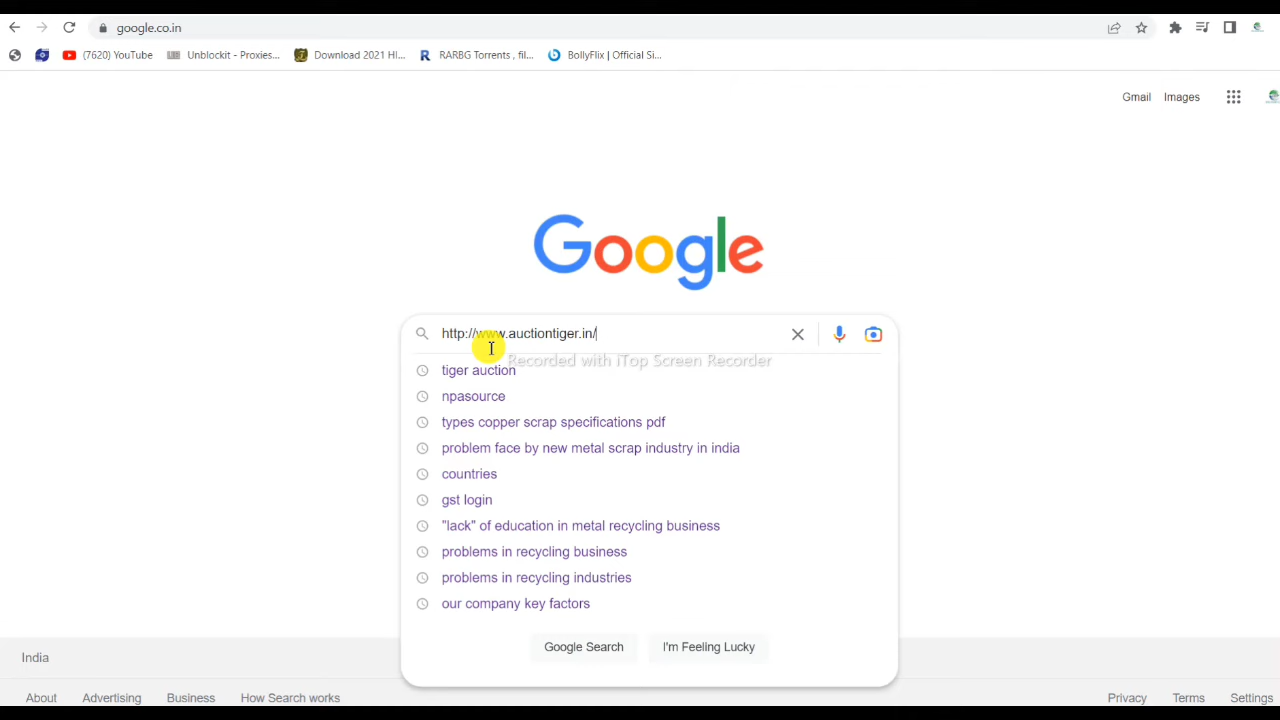 google.co.in
(7620) YouTube Unblockit - Proxies... Download 2021 HI... R RARBG Torrents , fil... BollyFlix | Official Si...
Gmail Images
Google
http://www.auctiontiger.in/
Recorded with iTop Screen Recorder
tiger auction
npasource
types copper scrap specifications pdf
problem face by new metal scrap industry in india
countries
gst login
"lack" of education in metal recycling business
problems in recycling business
problems in recycling industries
our company key factors
Google Search I'm Feeling Lucky
India
About Advertising Business How Search works Privacy Terms Settings